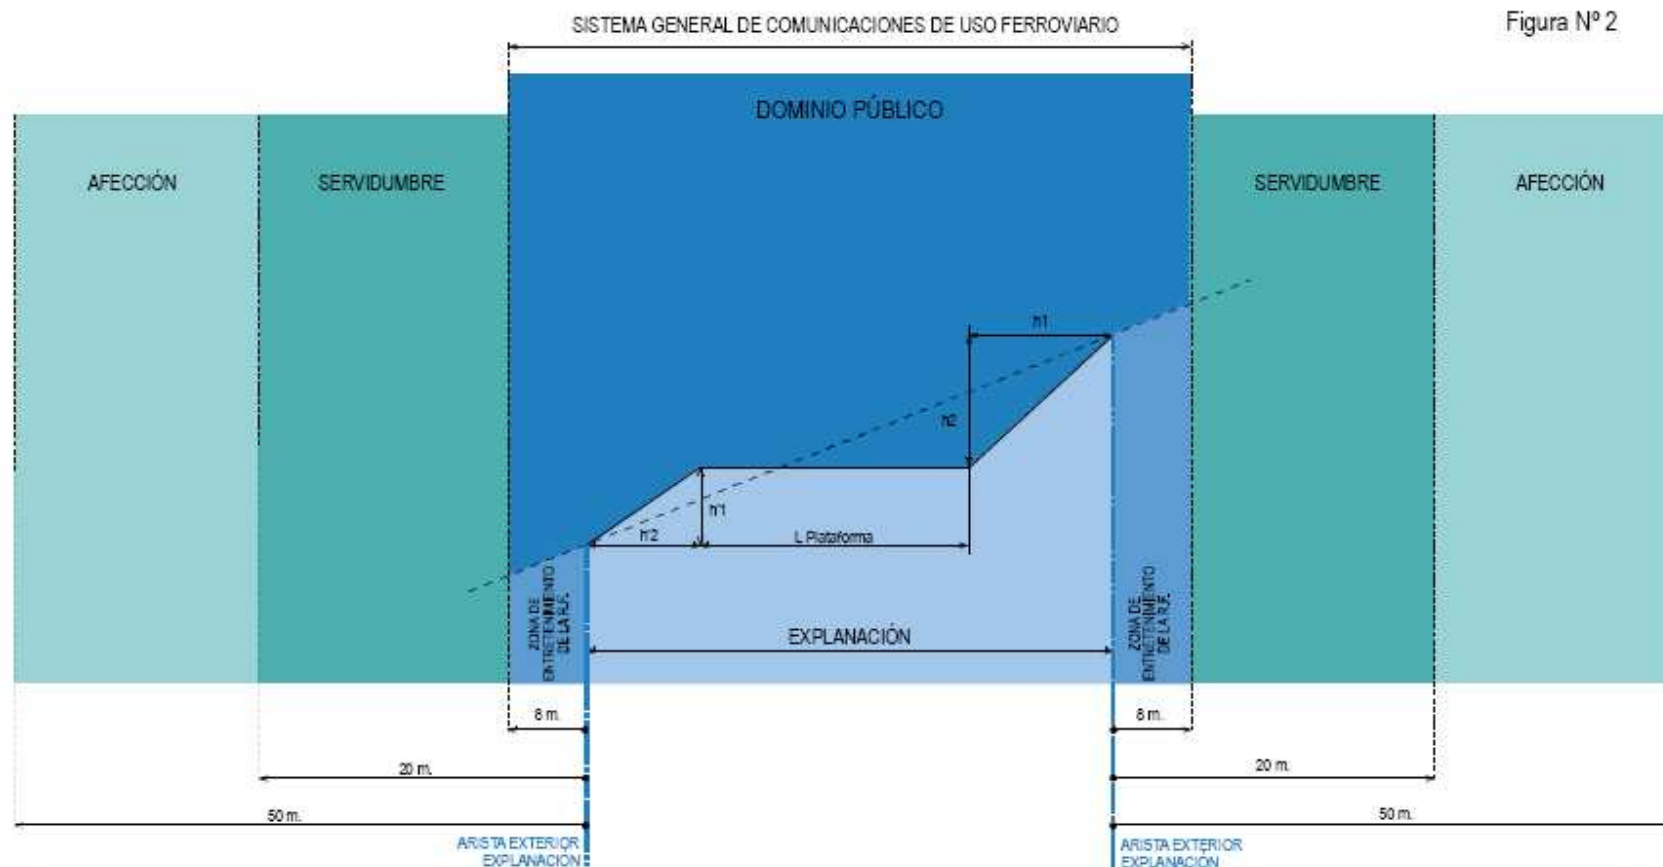 SISTEMA GENERAL DE COMUNICACIONES DE USO FERROVIARIO
Figura Nº 2
DOMINIO PÚBLICO
AFECCIÓN
SERVIDUMBRE
SERVIDUMBRE
AFECCIÓN
h1
h2
h'1
h'2
L Plataforma
ZONA DE
ENTRETENIMIENTO
DE LA R.F.
EXPLANACIÓN
ZONA DE
ENTRETENIMIENTO
DE LA R.F.
8 m.
8 m.
20 m.
20 m.
50 m.
50 m.
ARISTA EXTERIOR
EXPLANACIÓN
ARISTA EXTERIOR
EXPLANACIÓN